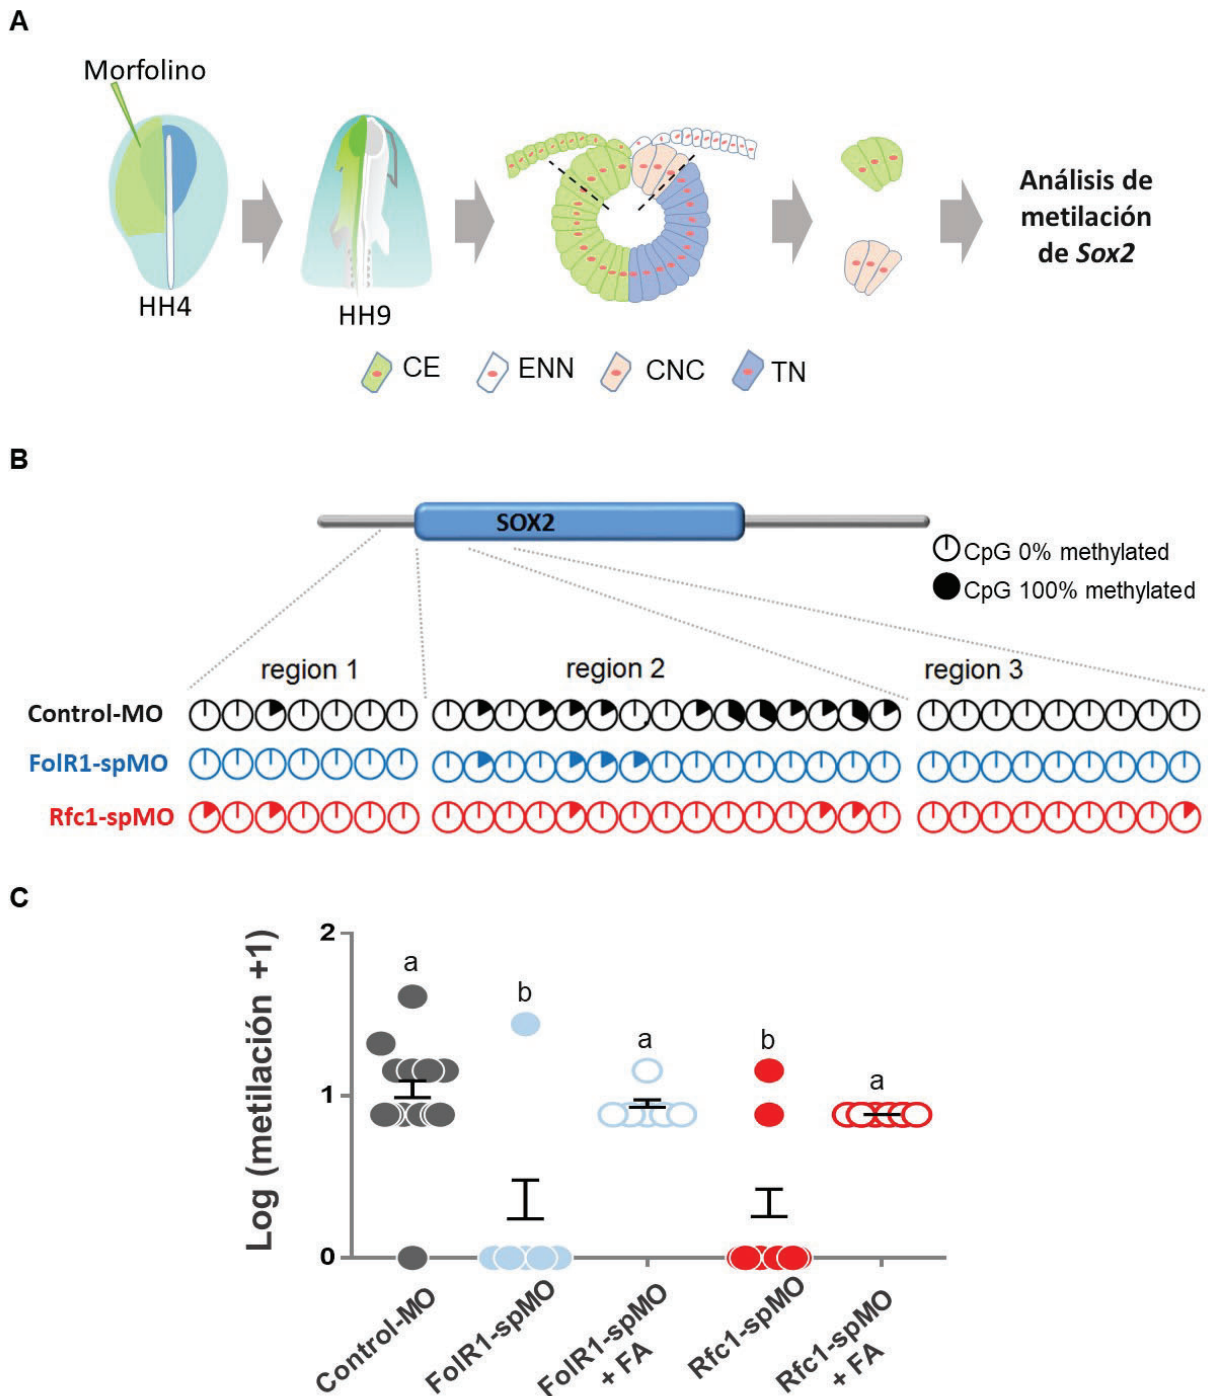 A
Morfolino
HH4
HH9
Análisis de
metilación
de Sox2
CE
ENN
CNC
TN
B
SOX2
CpG 0% methylated
CpG 100% methylated
region 1
region 2
region 3
Control-MO
FolR1-spMO
Rfc1-spMO
C
Log (metilación +1)
2
1
0
a
b
a
b
a
Control-MO
FolR1-spMO
FolR1-spMO
+ FA
Rfc1-spMO
Rfc1-spMO
+ FA